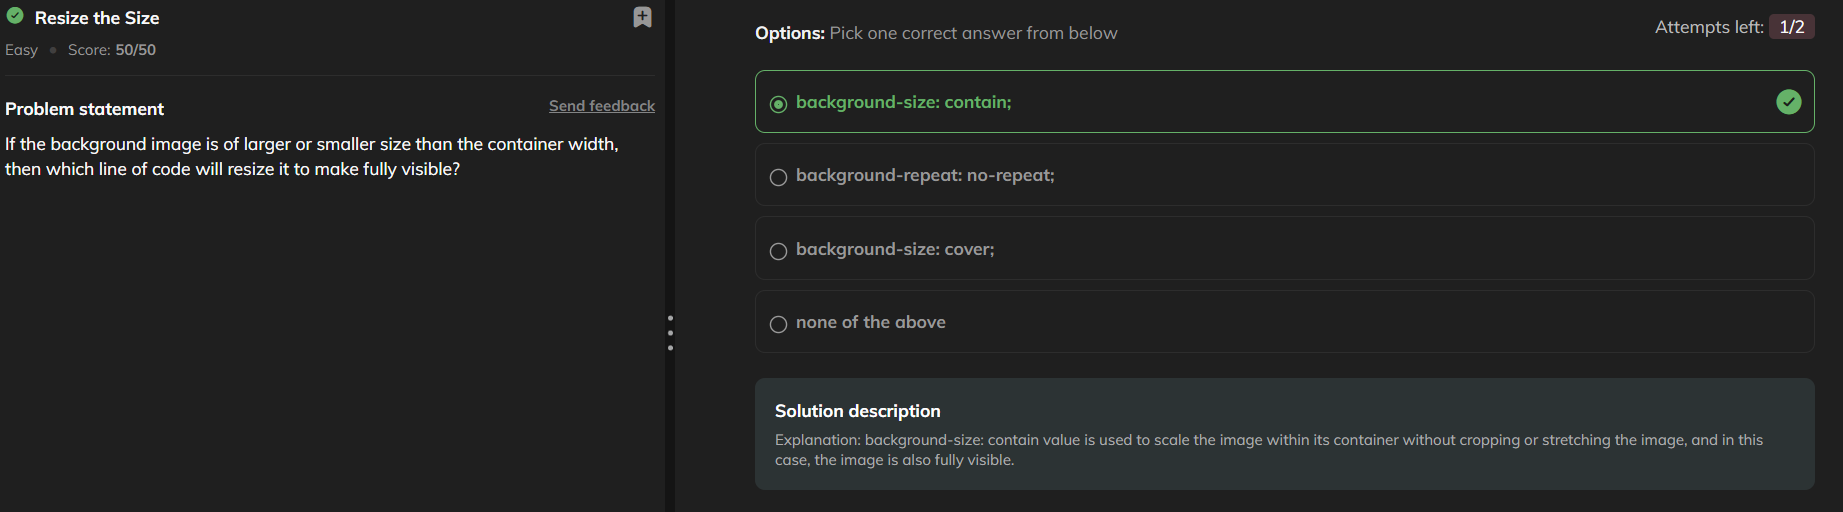 Resize the Size
Easy • Score: 50/50
Problem statement
Send feedback
If the background image is of larger or smaller size than the container width,
then which line of code will resize it to make fully visible?
Options: Pick one correct answer from below
Attempts left: 1/2
background-size: contain;
background-repeat: no-repeat;
background-size: cover;
none of the above
Solution description
Explanation: background-size: contain value is used to scale the image within its container without cropping or stretching the image, and in this
case, the image is also fully visible.